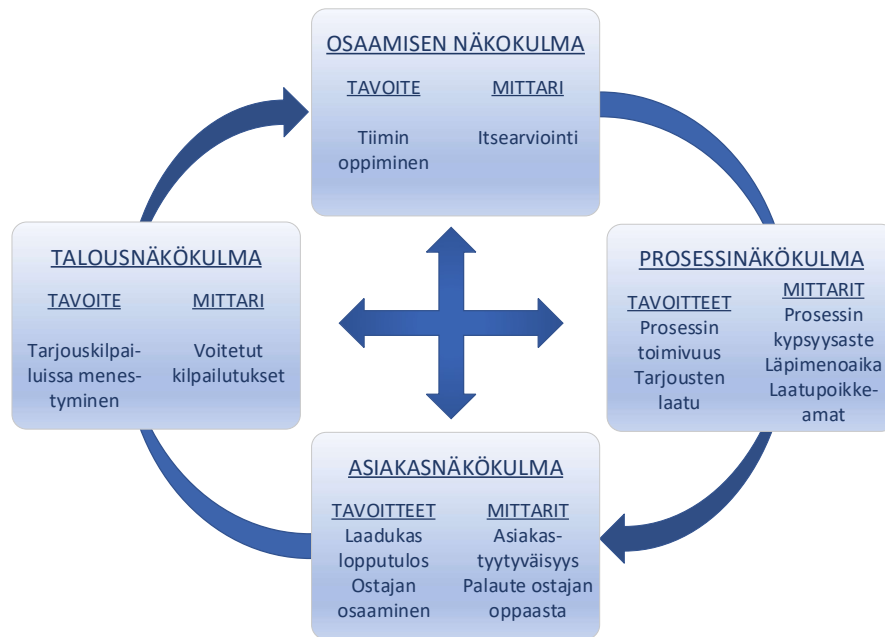 OSAAMISEN NÄKÖKULMA
TAVOITE
MITTARI
Tiimin
oppiminen
Itsearviointi
TALOUSNÄKÖKULMA
TAVOITE
MITTARI
Tarjouskilpai-
luissa menes-
tyminen
Voitetut
kilpailutukset
PROSESSINÄKÖKULMA
TAVOITTEET
Prosessin
toimivuus
Tarjousten
laatu
MITTARIT
Prosessin
kypsyysaste
Läpimenoaika
Laatupoikke-
amat
ASIAKASNÄKÖKULMA
TAVOITTEET
Laadukas
lopputulos
Ostajan
osaaminen
MITTARIT
Asiakas-
tyytyväisyys
Palaute ostajan
oppaasta